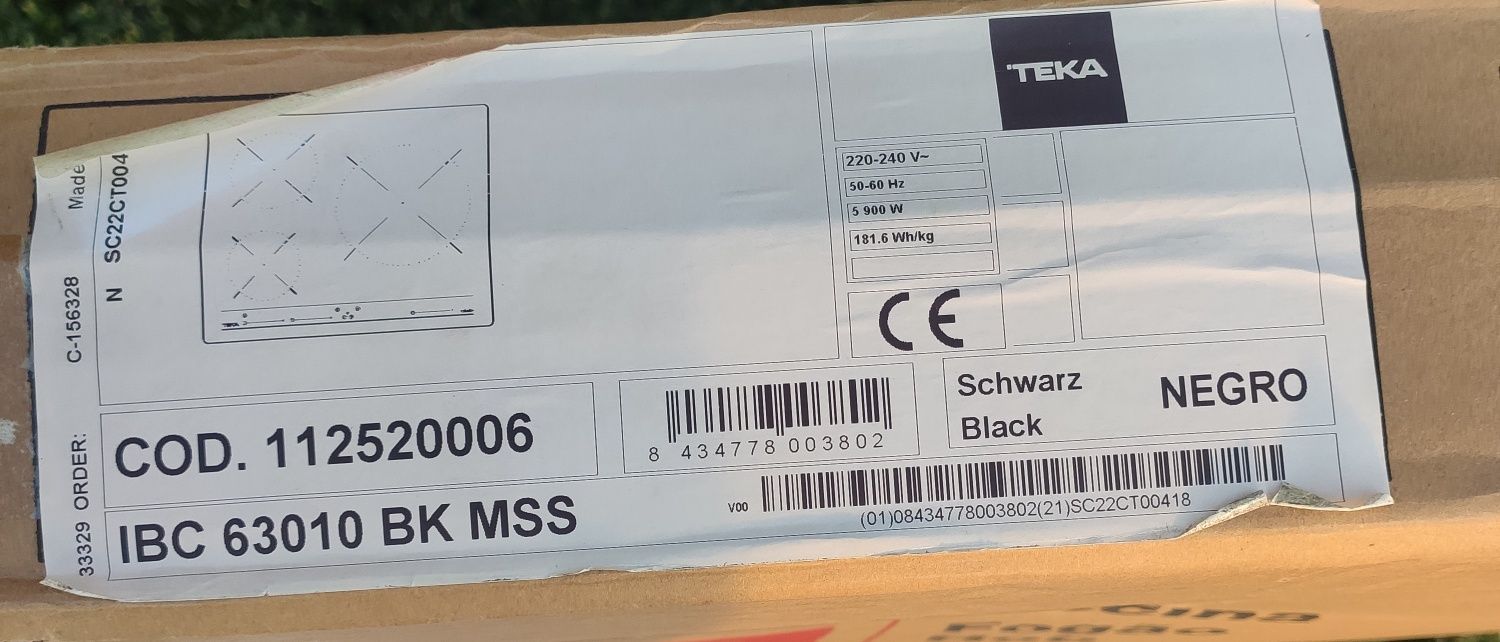 TEKA
220-240 V~
50-60 Hz
5 900 W
181.6 Wh/kg
CE
Made
C-156328
33329 ORDER:
N SC22CT004
TEKA
COD. 112520006
8 434778 003802
Schwarz
Black
NEGRO
IBC 63010 BK MSS
V00
(01)08434778003802(21)SC22CT00418